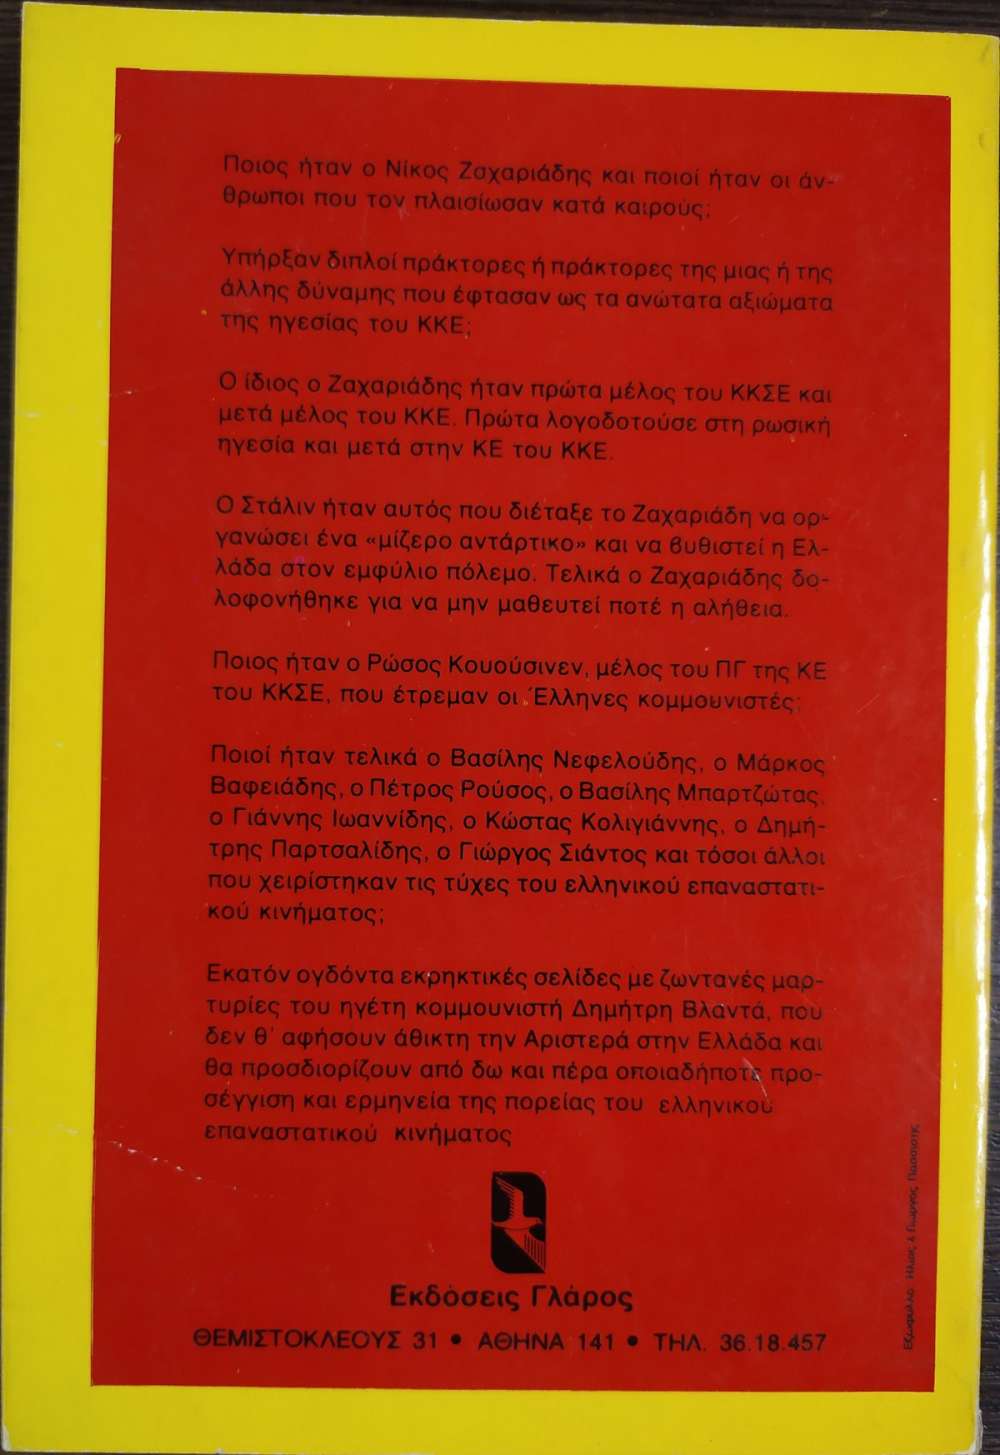 Ποιος ήταν ο Νίκος Ζαχαριάδης και ποιοί ήταν οι άν-
θρωποι που τον πλαισίωσαν κατά καιρούς;
Υπήρξαν διπλοί πράκτορες ή πράκτορες της μιας ή της
άλλης δύναμης που έφτασαν ως τα ανώτατα αξιώματα
της ηγεσίας του ΚΚΕ;
Ο ίδιος ο Ζαχαριάδης ήταν πρώτα μέλος του ΚΚΣΕ και
μετά μέλος του ΚΚΕ. Πρώτα λογοδοτούσε στη ρωσική
ηγεσία και μετά στην ΚΕ του ΚΚΕ.
Ο Στάλιν ήταν αυτός που διέταξε το Ζαχαριάδη να ορ-
γανώσει ένα «μίζερο αντάρτικο» και να βυθιστεί η Ελ-
λάδα στον εμφύλιο πόλεμο. Τελικά ο Ζαχαριάδης δο-
λοφονήθηκε για να μην μαθευτεί ποτέ η αλήθεια.
Ποιος ήταν ο Ρώσος Κουούσινεν, μέλος του ΠΓ της ΚΕ
του ΚΚΣΕ, που έτρεμαν οι Έλληνες κομμουνιστές;
Ποιοί ήταν τελικά ο Βασίλης Νεφελούδης, ο Μάρκος
Βαφειάδης, ο Πέτρος Ρούσος, ο Βασίλης Μπαρτζώτας,
ο Γιάννης Ιωαννίδης, ο Κώστας Κολιγιάννης, ο Δημή-
τρης Παρτσαλίδης, ο Γιώργος Σιάντος και τόσοι άλλοι
που χειρίστηκαν τις τύχες του ελληνικού επαναστατι-
κού κινήματος;
Εκατόν ογδόντα εκρηκτικές σελίδες με ζωντανές μαρ-
τυρίες του ηγέτη κομμουνιστή Δημήτρη Βλαντά, που
δεν θ' αφήσουν άθικτη την Αριστερά στην Ελλάδα και
θα προσδιορίζουν από δω και πέρα οποιαδήποτε προ-
σέγγιση και ερμηνεία της πορείας του ελληνικού
επαναστατικού κινήματος
Εκδόσεις Γλάρος
ΘΕΜΙΣΤΟΚΛΕΟΥΣ 31 • ΑΘΗΝΑ 141 • ΤΗΛ. 36.18.457
Εξώφυλλο: Ηλίας & Γιώργος